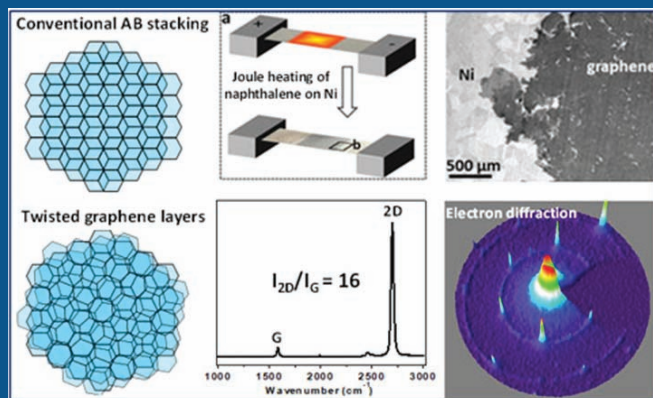 Conventional AB stacking
a
+
-
Joule heating of
naphthalene on Ni
b
Ni
graphene
500 μm
Twisted graphene layers
2D
I2D/IG = 16
G
1000 1500 2000 2500 3000
Wavenumber (cm-1)
Electron diffraction